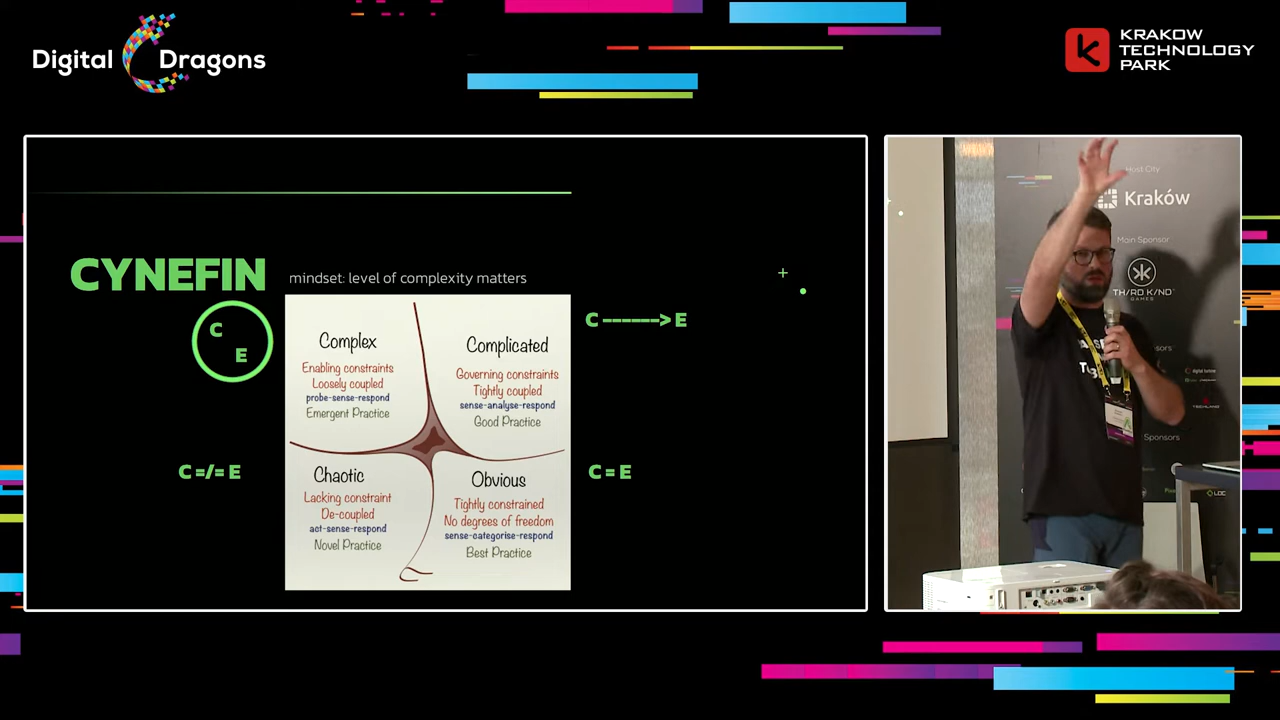 Digital Dragons
KRAKOW
TECHNOLOGY
PARK
CYNEFIN
mindset: level of complexity matters
C
E
C ------> E
C =/= E
C = E
Complex
Enabling constraints
Loosely coupled
probe-sense-respond
Emergent Practice
Complicated
Governing constraints
Tightly coupled
sense-analyse-respond
Good Practice
Chaotic
Lacking constraint
De-coupled
act-sense-respond
Novel Practice
Obvious
Tightly constrained
No degrees of freedom
sense-categorise-respond
Best Practice
Host City
Kraków
Main Sponsor
TH/RD K/ND
GAMES
Sponsors